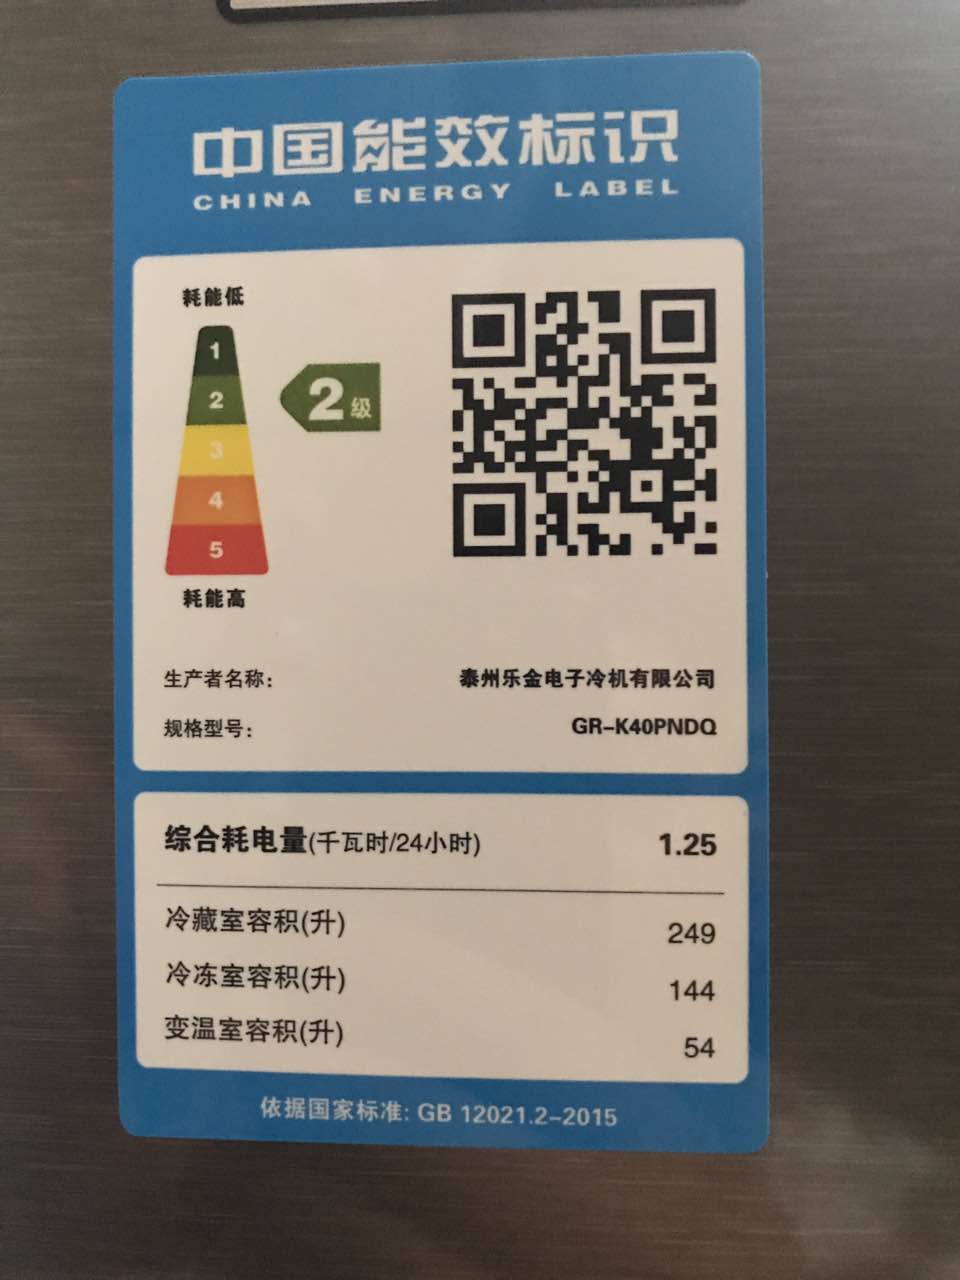 中国能效标识
CHINA ENERGY LABEL
耗能低
1
2
3
4
5
2级
耗能高
生产者名称: 泰州乐金电子冷机有限公司
规格型号: GR-K40PNDQ
综合耗电量(千瓦时/24小时) 1.25
冷藏室容积(升) 249
冷冻室容积(升) 144
变温室容积(升) 54
依据国家标准: GB 12021.2-2015